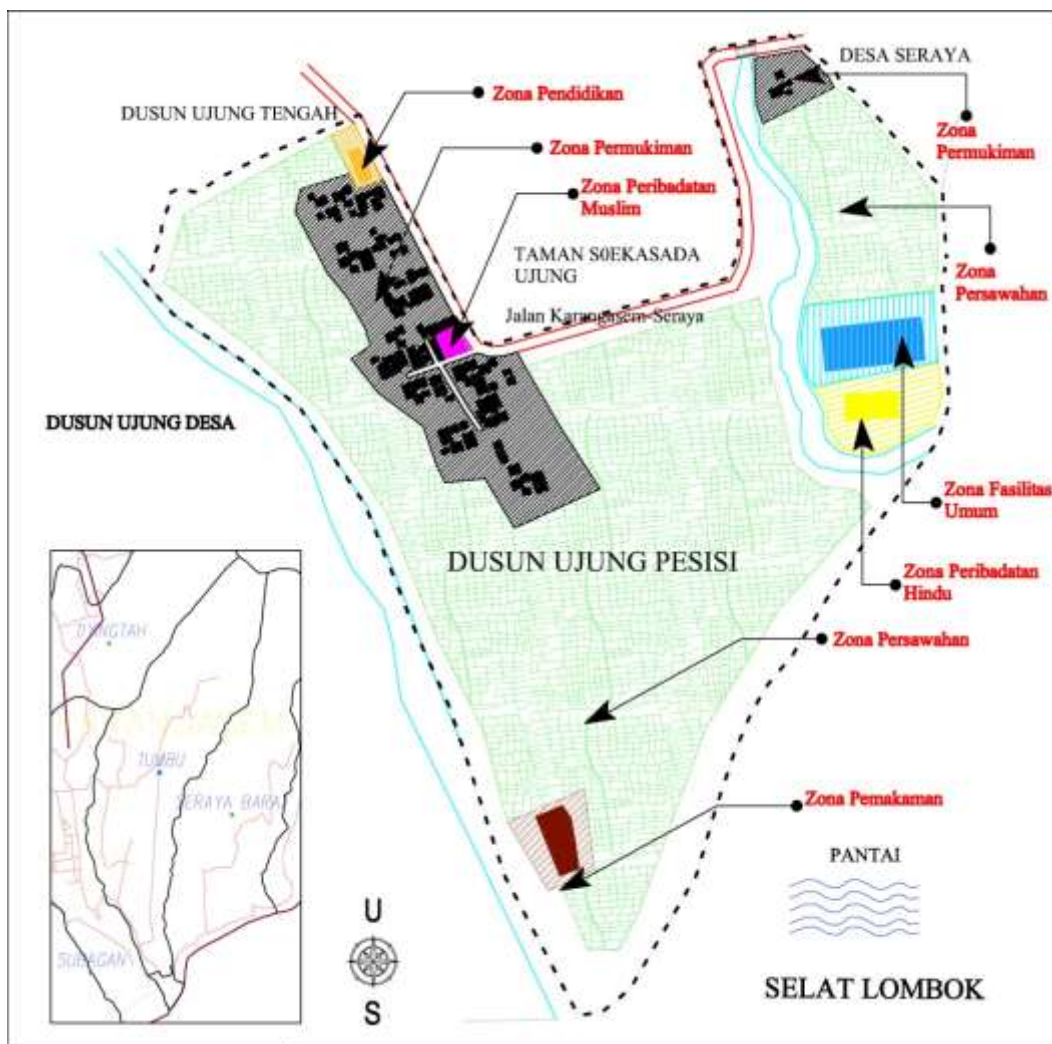 DESA SERAYA
Zona Pendidikan
DUSUN UJUNG TENGAH
Zona
Permukiman
Zona Permukiman
Zona Peribadatan
Muslim
TAMAN S0EKASADA
UJUNG
Zona
Persawahan
Jalan Karangasem-Seraya
DUSUN UJUNG DESA
Zona Fasilitas
Umum
DUSUN UJUNG PESISI
Zona Peribadatan
Hindu
Zona Persawahan
TUMBU
SERAYA BARA
SUBAGAN
Zona Pemakaman
PANTAI
U
S
SELAT LOMBOK